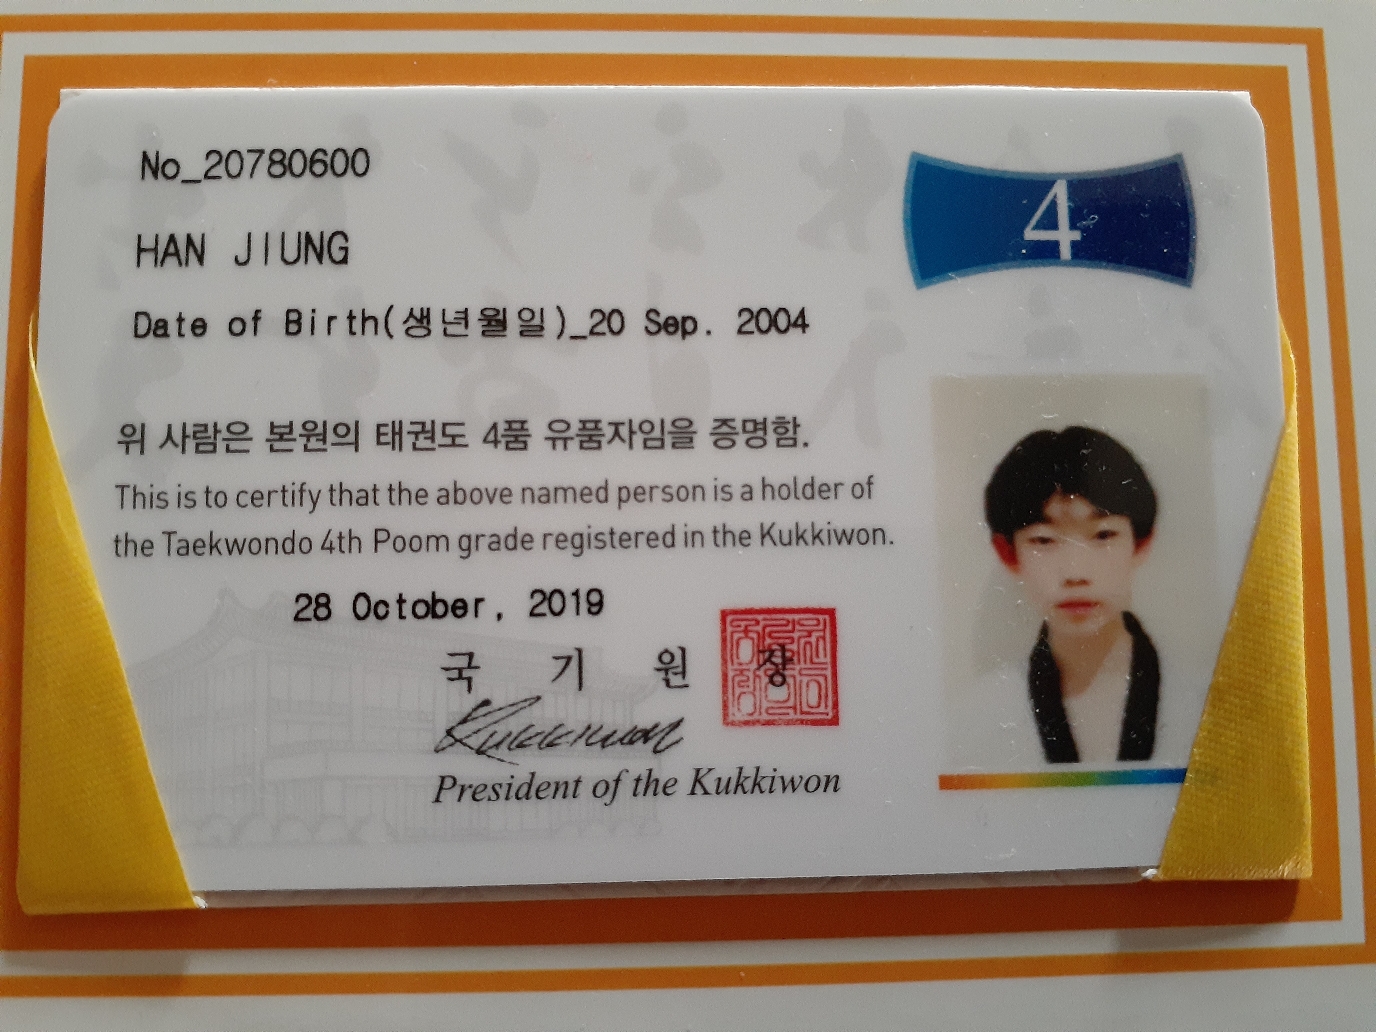 No_20780600
4
HAN JIUNG
Date of Birth(생년월일)_20 Sep. 2004
위 사람은 본원의 태권도 4품 유품자임을 증명함.
This is to certify that the above named person is a holder of
the Taekwondo 4th Poom grade registered in the Kukkiwon.
28 October, 2019
국 기 원 장
Kukkiwon
President of the Kukkiwon